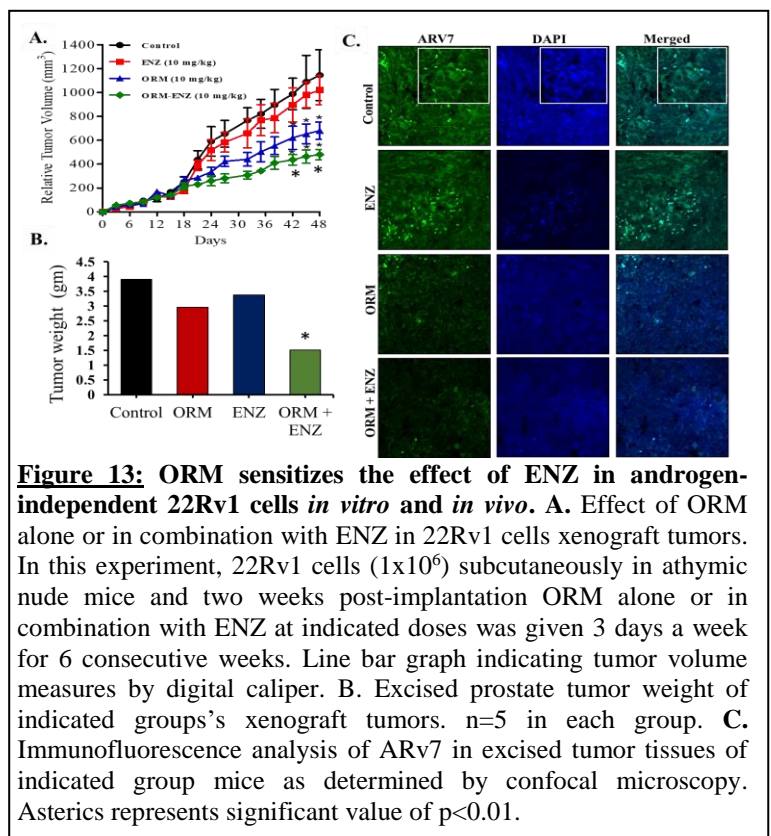 A.
Relative Tumor Volume (mm³)
1400
1200
1000
800
600
400
200
0
Control
ENZ (10 mg/kg)
ORM (10 mg/kg)
ORM-ENZ (10 mg/kg)
* * *
* *
* *
0 6 12 18 24 30 36 42 48
Days
B.
Tumor weight (gm)
4.5
4
3.5
3
2.5
2
1.5
1
0.5
0
*
Control ORM ENZ ORM +
ENZ
C.
ARV7 DAPI Merged
Control
ENZ
ORM
ORM + ENZ
Figure 13: ORM sensitizes the effect of ENZ in androgen-
independent 22Rv1 cells in vitro and in vivo. A. Effect of ORM
alone or in combination with ENZ in 22Rv1 cells xenograft tumors.
In this experiment, 22Rv1 cells (1x10⁶) subcutaneously in athymic
nude mice and two weeks post-implantation ORM alone or in
combination with ENZ at indicated doses was given 3 days a week
for 6 consecutive weeks. Line bar graph indicating tumor volume
measures by digital caliper. B. Excised prostate tumor weight of
indicated groups's xenograft tumors. n=5 in each group. C.
Immunofluorescence analysis of ARv7 in excised tumor tissues of
indicated group mice as determined by confocal microscopy.
Asterics represents significant value of p<0.01.